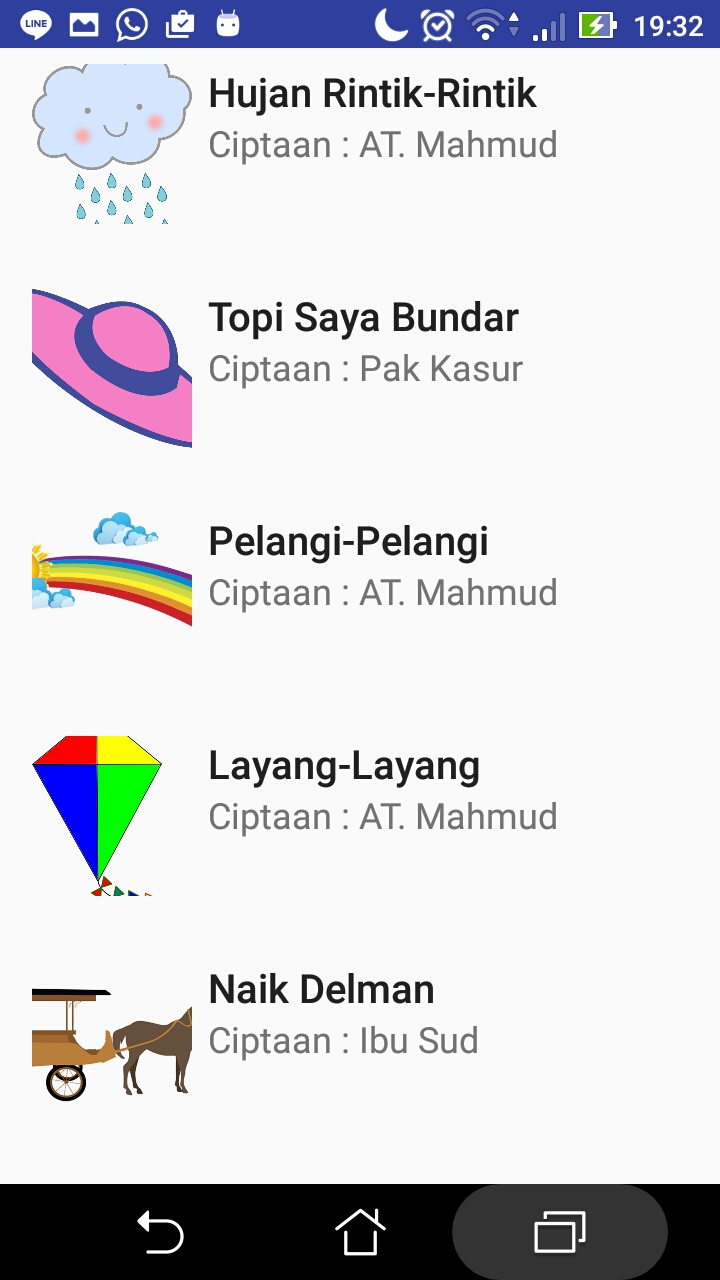 LINE
19:32
Hujan Rintik-Rintik
Ciptaan : AT. Mahmud
Topi Saya Bundar
Ciptaan : Pak Kasur
Pelangi-Pelangi
Ciptaan : AT. Mahmud
Layang-Layang
Ciptaan : AT. Mahmud
Naik Delman
Ciptaan : Ibu Sud